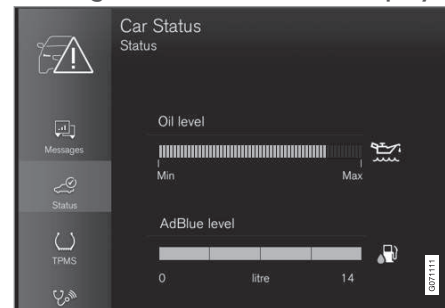 Car Status
Status
Messages
Status
TPMS
Oil level
Min Max
AdBlue level
0 litre 14
G071111